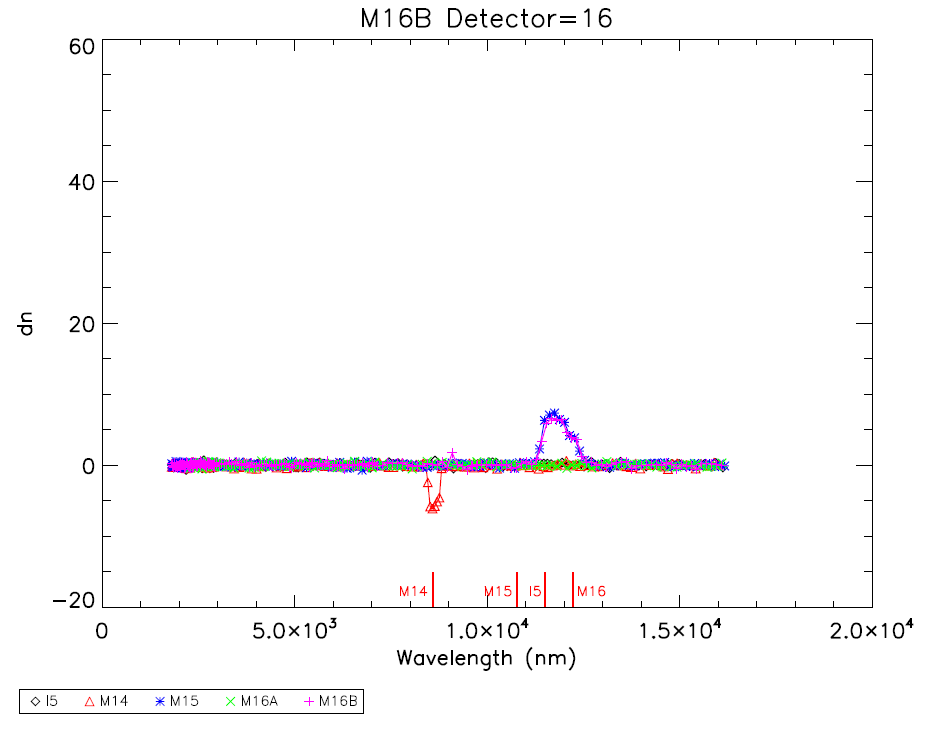 M16B Detector=16
60
40
20
0
−20
dn
M14 M15 I5 M16
0 5.0×10³ 1.0×10⁴ 1.5×10⁴ 2.0×10⁴
Wavelength (nm)
I5 M14 M15 M16A M16B